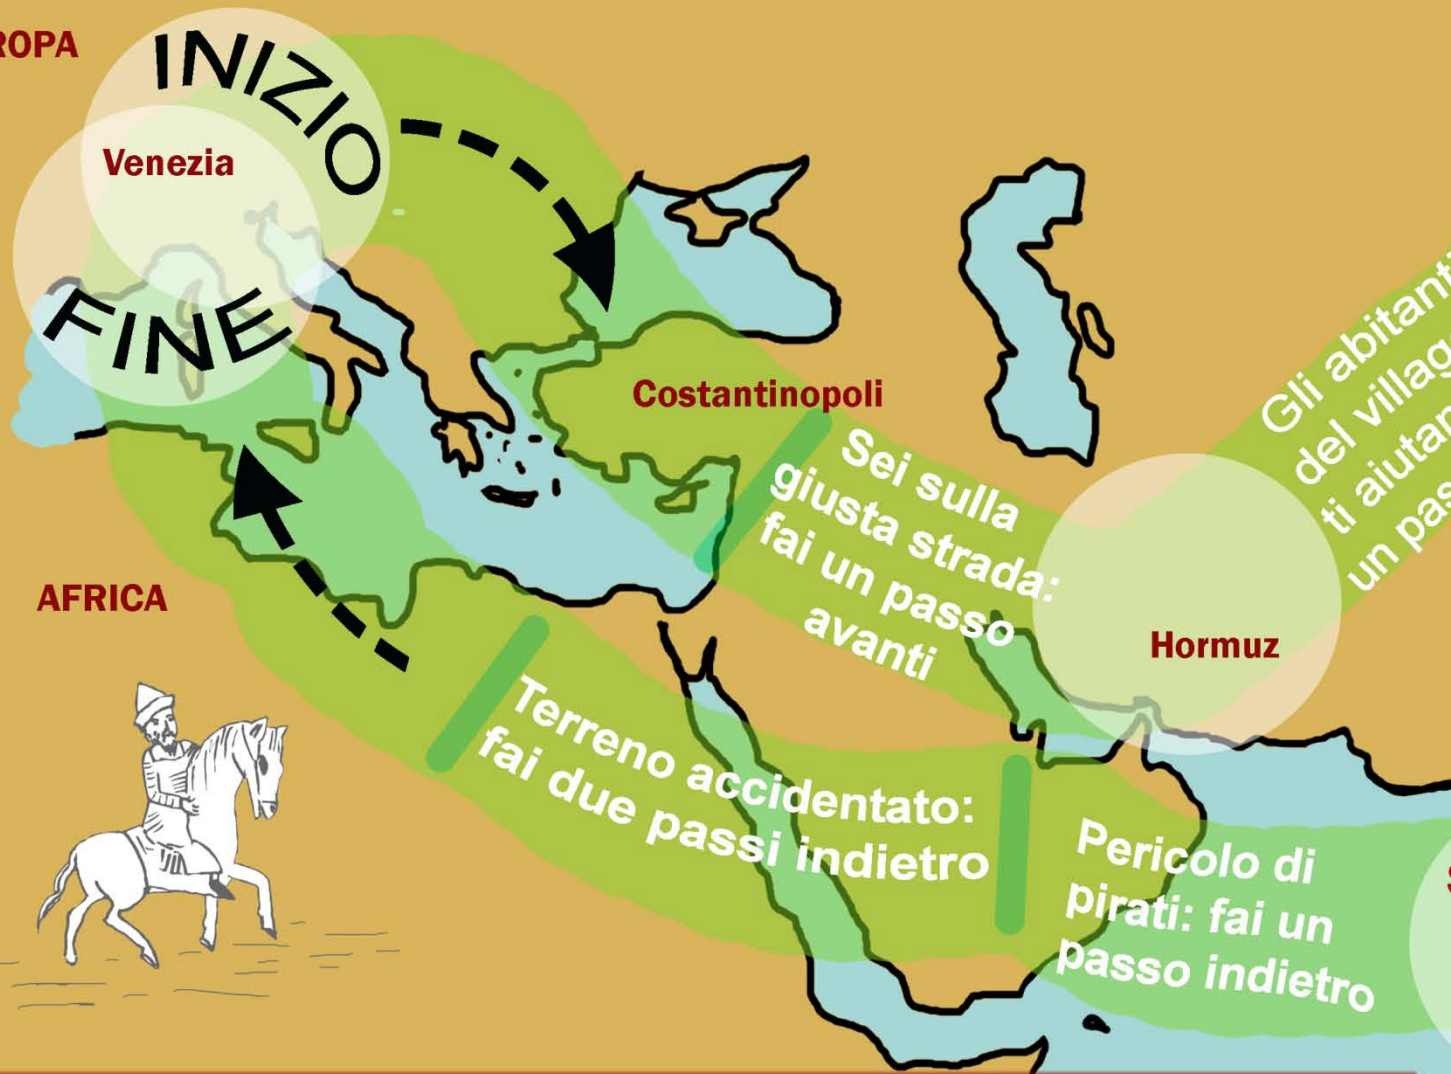 ROPA
INIZIO
Venezia
FINE
Costantinopoli
Sei sulla
giusta strada:
fai un passo
avanti
Gli abitanti
del villag
ti aiutan
un pas
AFRICA
Hormuz
Terreno accidentato:
fai due passi indietro
Pericolo di
pirati: fai un
passo indietro